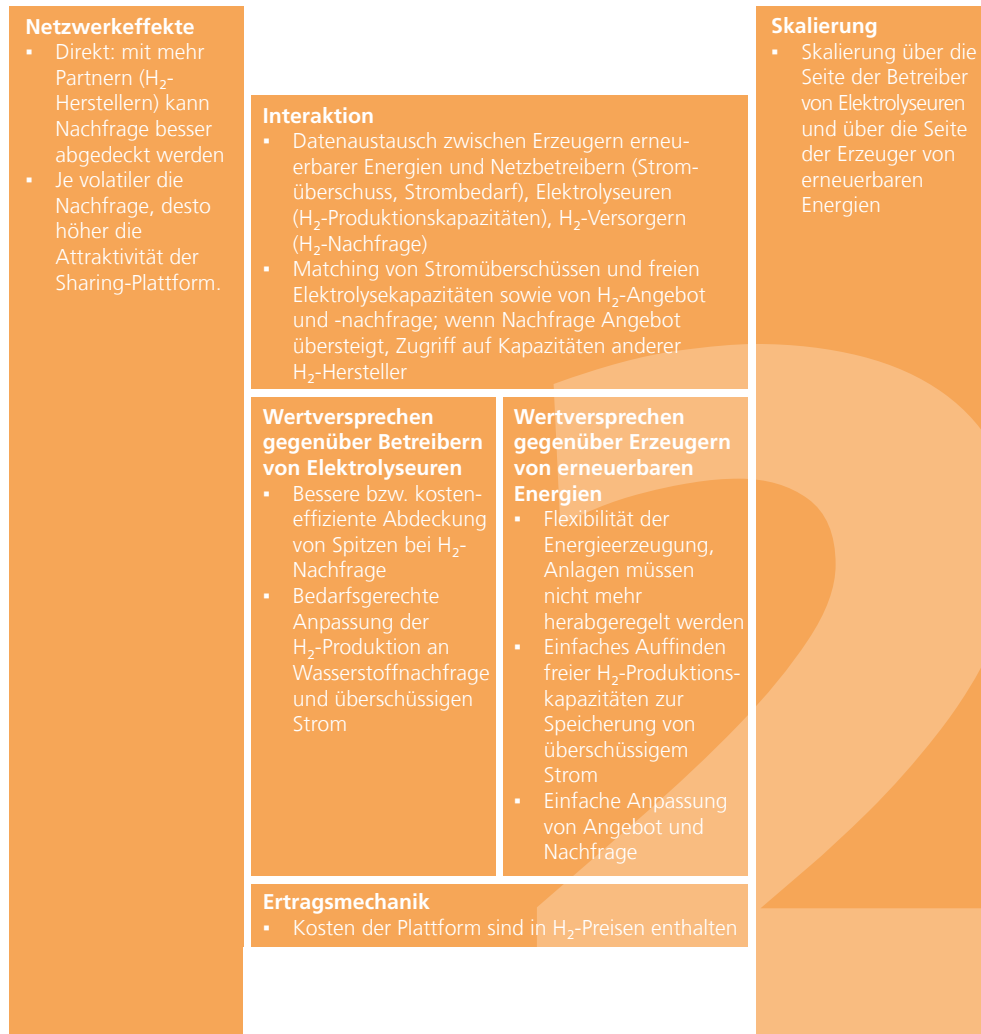 Netzwerkeffekte
▪ Direkt: mit mehr
Partnern (H₂-
Herstellern) kann
Nachfrage besser
abgedeckt werden
▪ Je volatiler die
Nachfrage, desto
höher die
Attraktivität der
Sharing-Plattform.
Interaktion
▪ Datenaustausch zwischen Erzeugern erneu-
erbarer Energien und Netzbetreibern (Strom-
überschuss, Strombedarf), Elektrolyseuren
(H₂-Produktionskapazitäten), H₂-Versorgern
(H₂-Nachfrage)
▪ Matching von Stromüberschüssen und freien
Elektrolysekapazitäten sowie von H₂-Angebot
und -nachfrage; wenn Nachfrage Angebot
übersteigt, Zugriff auf Kapazitäten anderer
H₂-Hersteller
Wertversprechen
gegenüber Betreibern
von Elektrolyseuren
▪ Bessere bzw. kosten-
effiziente Abdeckung
von Spitzen bei H₂-
Nachfrage
▪ Bedarfsgerechte
Anpassung der
H₂-Produktion an
Wasserstoffnachfrage
und überschüssigen
Strom
Wertversprechen
gegenüber Erzeugern
von erneuerbaren
Energien
▪ Flexibilität der
Energieerzeugung,
Anlagen müssen
nicht mehr
herabgeregelt werden
▪ Einfaches Auffinden
freier H₂-Produktions-
kapazitäten zur
Speicherung von
überschüssigem
Strom
▪ Einfache Anpassung
von Angebot und
Nachfrage
Ertragsmechanik
▪ Kosten der Plattform sind in H₂-Preisen enthalten
Skalierung
▪ Skalierung über die
Seite der Betreiber
von Elektrolyseuren
und über die Seite
der Erzeuger von
erneuerbaren
Energien
2